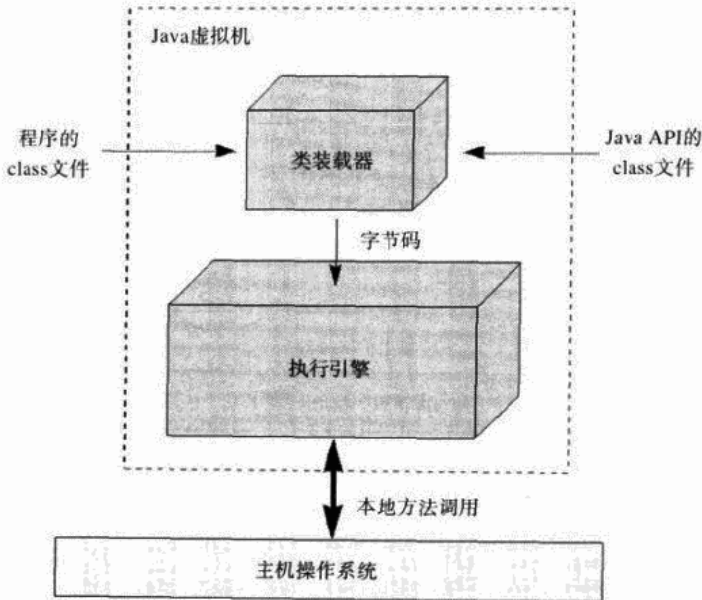 Java虚拟机
程序的
class文件
类装载器
Java API的
class文件
字节码
执行引擎
本地方法调用
主机操作系统